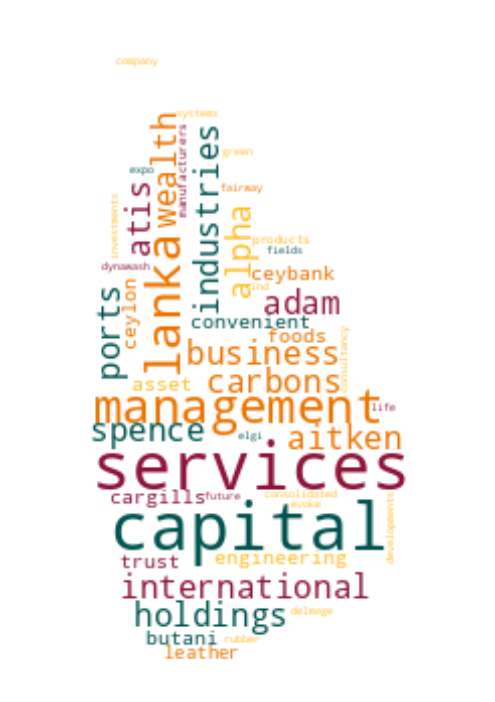 company
systems
wealth
manufacturers
industries
green
expo
fairway
atis
investments
lanka
alpha
products
fields
dynawash
ceybank
ind
ceylon
ports
adam
convenient
foods
consultancy
business
carbons
asset
management
life
spence
elgi
aitken
services
cargills
future
consolidated
evoke
developments
capital
trust
engineering
international
holdings
delmege
butani
rubber
leather